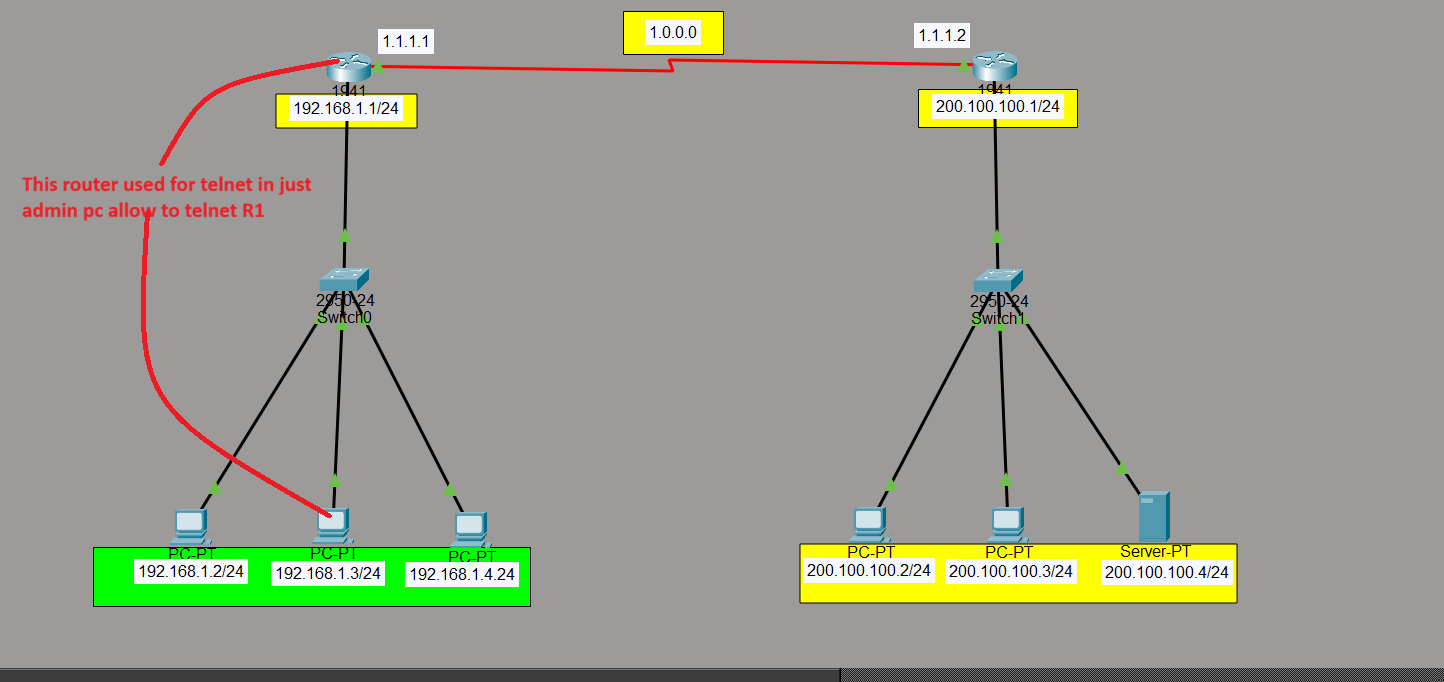 1.0.0.0
1.1.1.1
1.1.1.2
1941
1941
192.168.1.1/24
200.100.100.1/24
This router used for telnet in just
admin pc allow to telnet R1
2950-24
Switch0
2950-24
Switch1
PC-PT
PC-PT
PC-PT
192.168.1.2/24
192.168.1.3/24
192.168.1.4.24
PC-PT
PC-PT
Server-PT
200.100.100.2/24
200.100.100.3/24
200.100.100.4/24